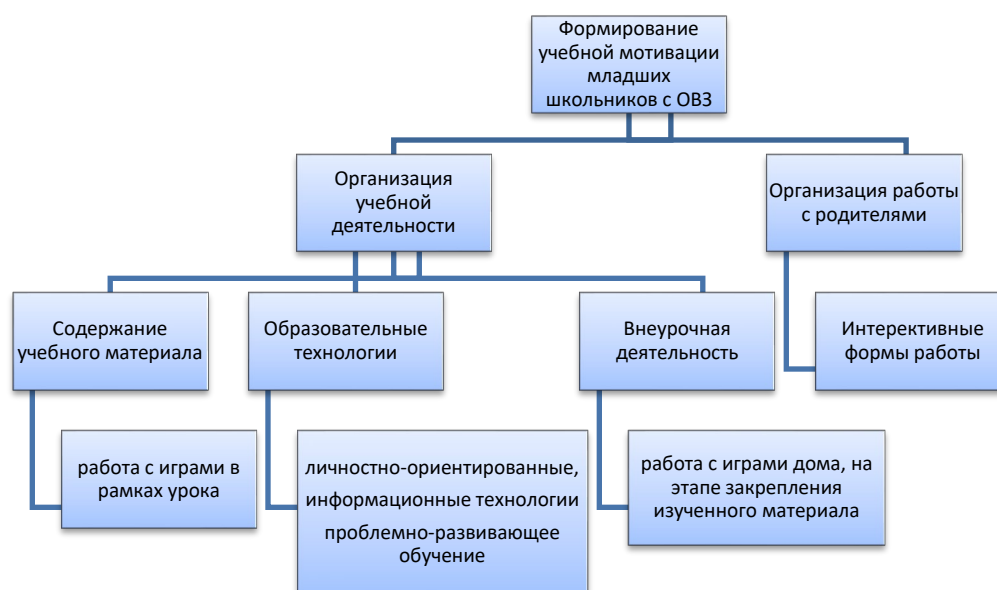 Формирование
учебной мотивации
младших
школьников с ОВЗ
Организация
учебной
деятельности
Организация работы
с родителями
Содержание
учебного материала
Образовательные
технологии
Внеурочная
деятельность
Интерективные
формы работы
работа с играми в
рамках урока
личностно-ориентированные,
информационные технологии
проблемно-развивающее
обучение
работа с играми дома, на
этапе закрепления
изученного материала